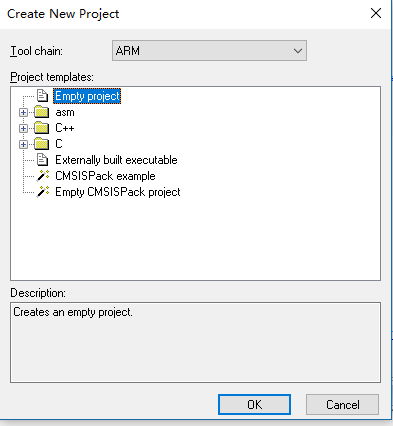 Create New Project
Tool chain:
ARM
Project templates:
Empty project
asm
C++
C
Externally built executable
CMSISPack example
Empty CMSISPack project
Description:
Creates an empty project.
OK
Cancel